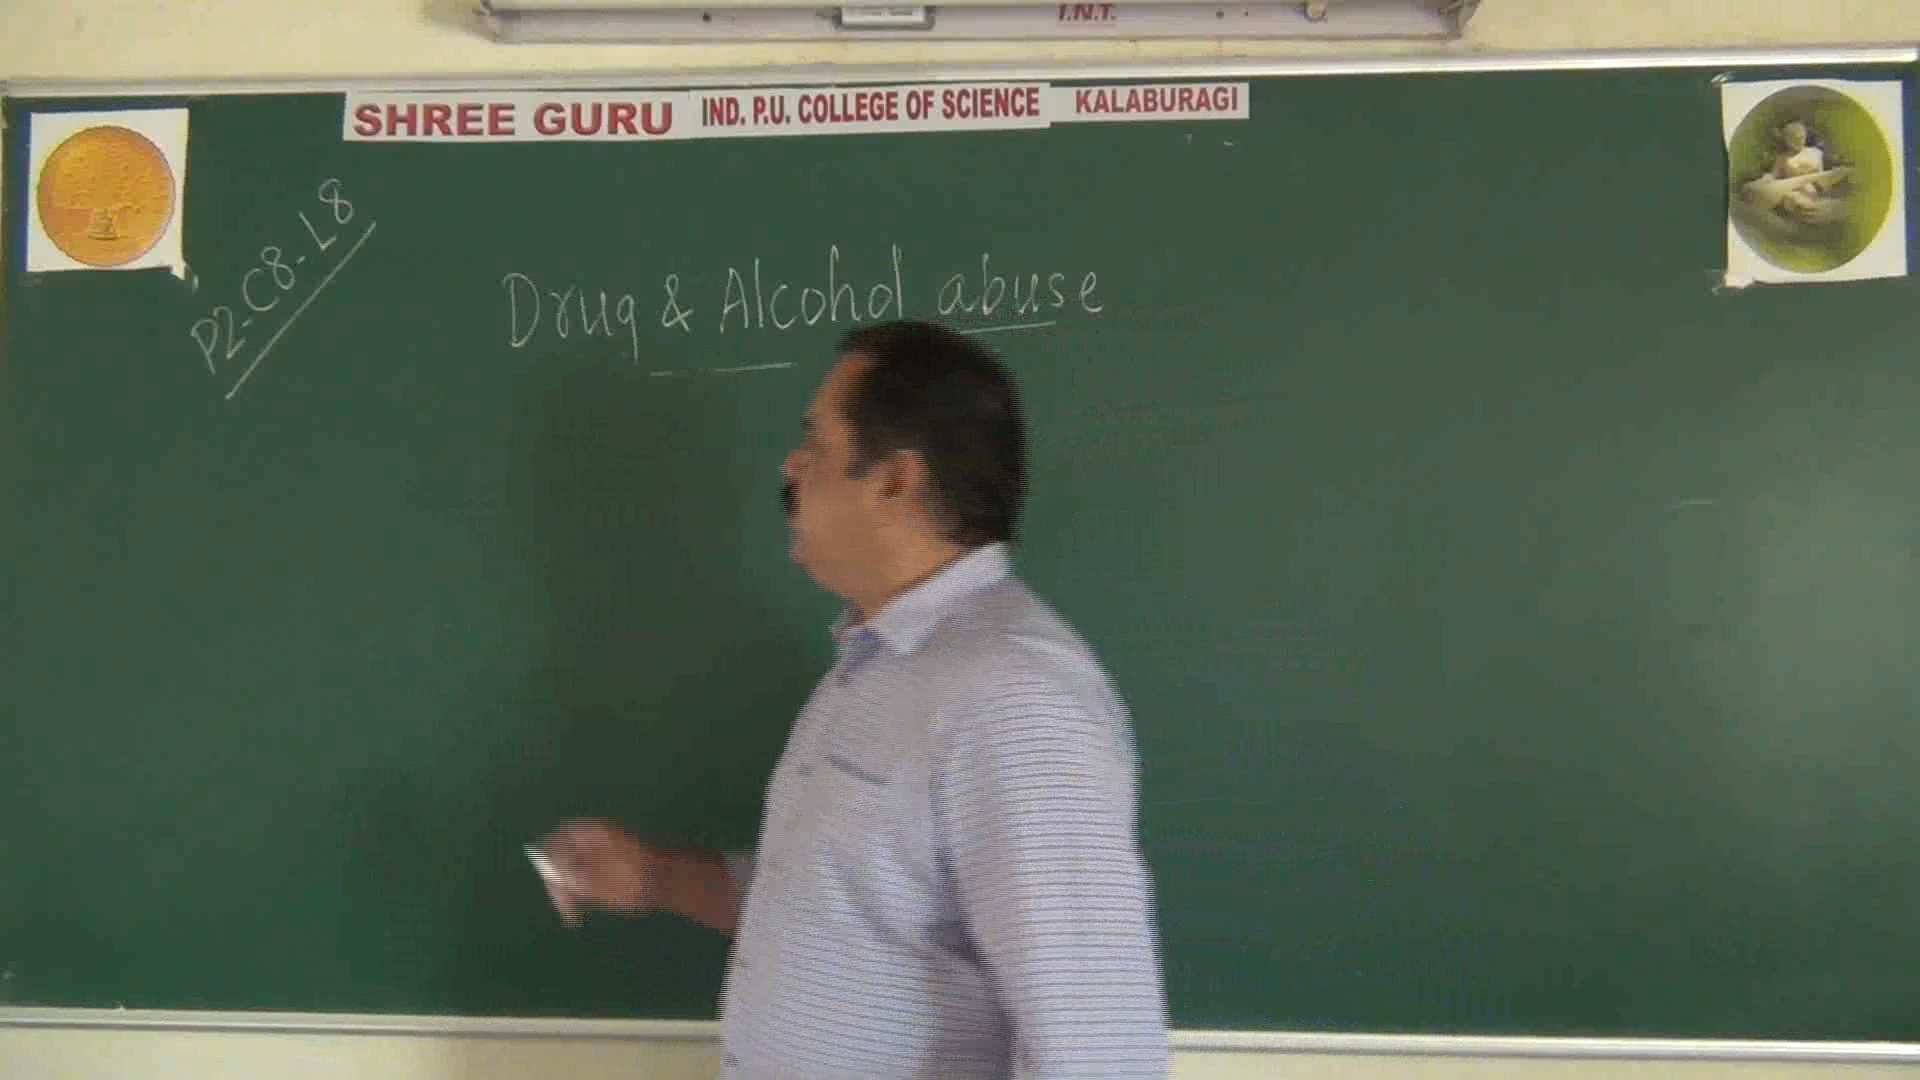 I.N.T.
SHREE GURU IND. P.U. COLLEGE OF SCIENCE KALABURAGI
P2-C8-L8
Drug & Alcohol abuse